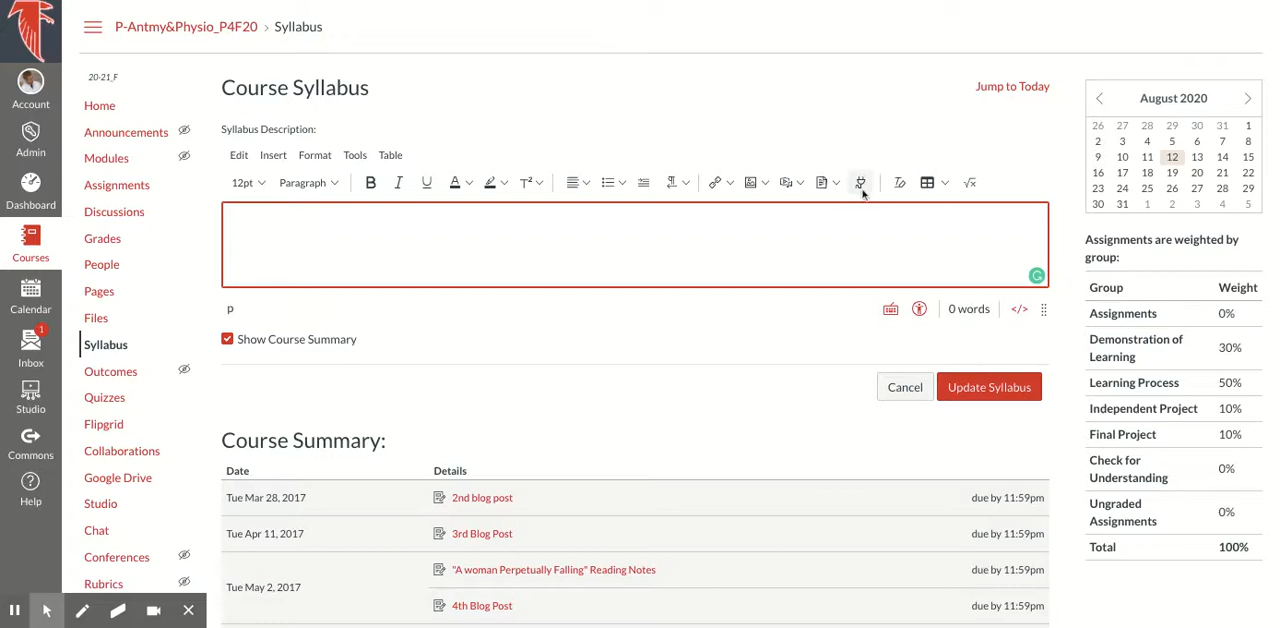 P-Antmy&Physio_P4F20 > Syllabus
Account
Admin
Dashboard
Courses
Calendar
1
Inbox
Studio
Commons
Help
20-21_F
Home
Announcements
Modules
Assignments
Discussions
Grades
People
Pages
Files
Syllabus
Outcomes
Quizzes
Flipgrid
Collaborations
Google Drive
Studio
Chat
Conferences
Rubrics
Course Syllabus
Jump to Today
Syllabus Description:
Edit Insert Format Tools Table
12pt Paragraph B I U A T² √x
G
p
0 words </>
Show Course Summary
Cancel Update Syllabus
Course Summary:
Date Details
Tue Mar 28, 2017 2nd blog post due by 11:59pm
Tue Apr 11, 2017 3rd Blog Post due by 11:59pm
Tue May 2, 2017
"A woman Perpetually Falling" Reading Notes due by 11:59pm
4th Blog Post due by 11:59pm
August 2020
26 27 28 29 30 31 1
2 3 4 5 6 7 8
9 10 11 12 13 14 15
16 17 18 19 20 21 22
23 24 25 26 27 28 29
30 31 1 2 3 4 5
Assignments are weighted by
group:
Group Weight
Assignments 0%
Demonstration of
Learning 30%
Learning Process 50%
Independent Project 10%
Final Project 10%
Check for
Understanding 0%
Ungraded
Assignments 0%
Total 100%